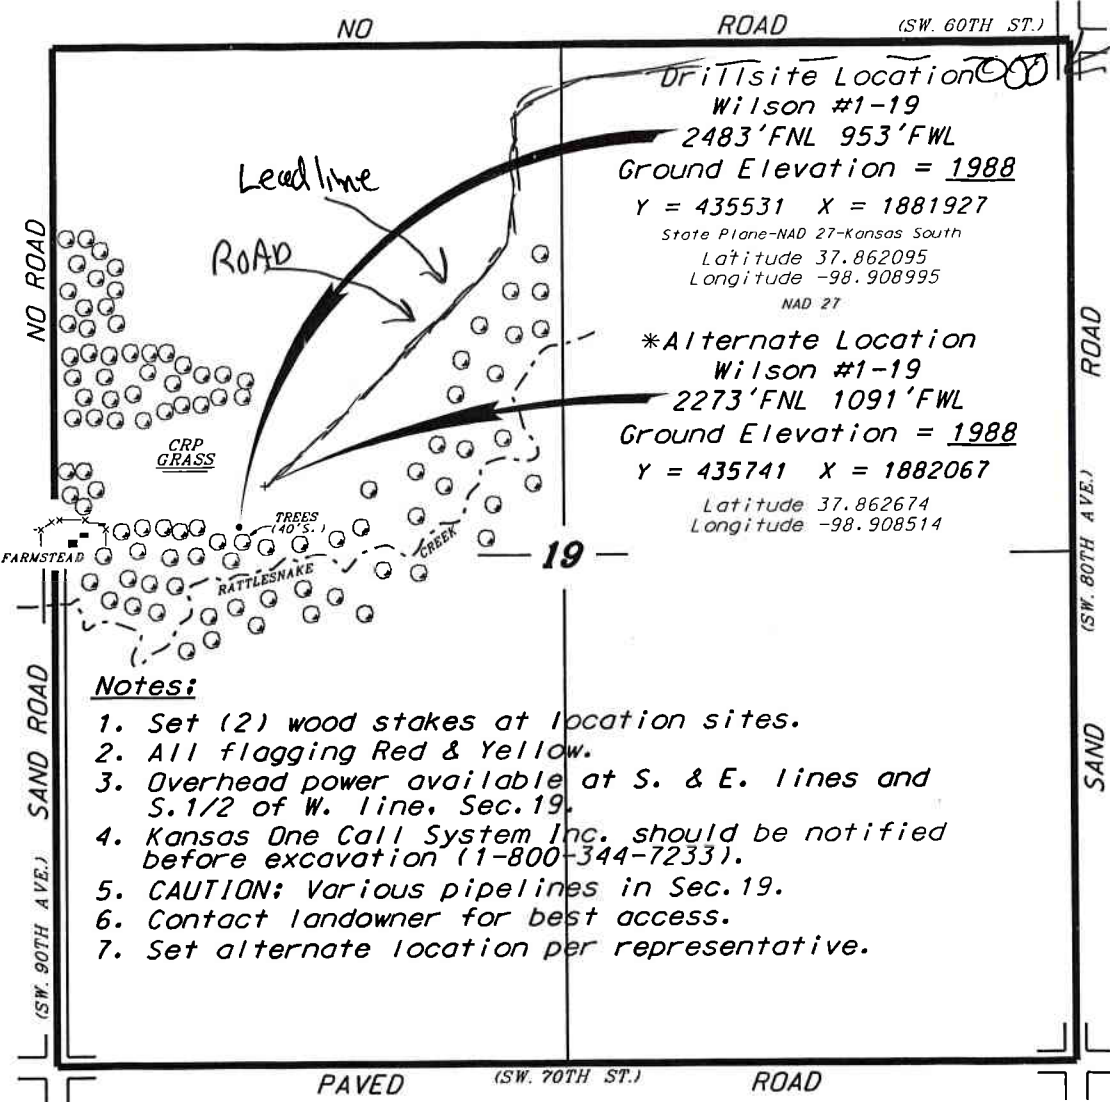 NO ROAD (SW. 60TH ST.)
Drillsite Location
Wilson #1-19
2483'FNL 953'FWL
Ground Elevation = 1988
Y = 435531 X = 1881927
State Plane-NAD 27-Kansas South
Latitude 37.862095
Longitude -98.908995
NAD 27
*Alternate Location
Wilson #1-19
2273'FNL 1091'FWL
Ground Elevation = 1988
Y = 435741 X = 1882067
Latitude 37.862674
Longitude -98.908514
Leadline
ROAD
NO ROAD
CRP
GRASS
TREES
(40'S.)
FARMSTEAD
RATTLESNAKE
CREEK
19
ROAD
(SW. 80TH AVE.)
SAND
SAND ROAD
(SW. 90TH AVE.)
Notes:
1. Set (2) wood stakes at location sites.
2. All flagging Red & Yellow.
3. Overhead power available at S. & E. lines and
S.1/2 of W. line, Sec.19.
4. Kansas One Call System Inc. should be notified
before excavation (1-800-344-7233).
5. CAUTION: Various pipelines in Sec.19.
6. Contact landowner for best access.
7. Set alternate location per representative.
PAVED (SW. 70TH ST.) ROAD